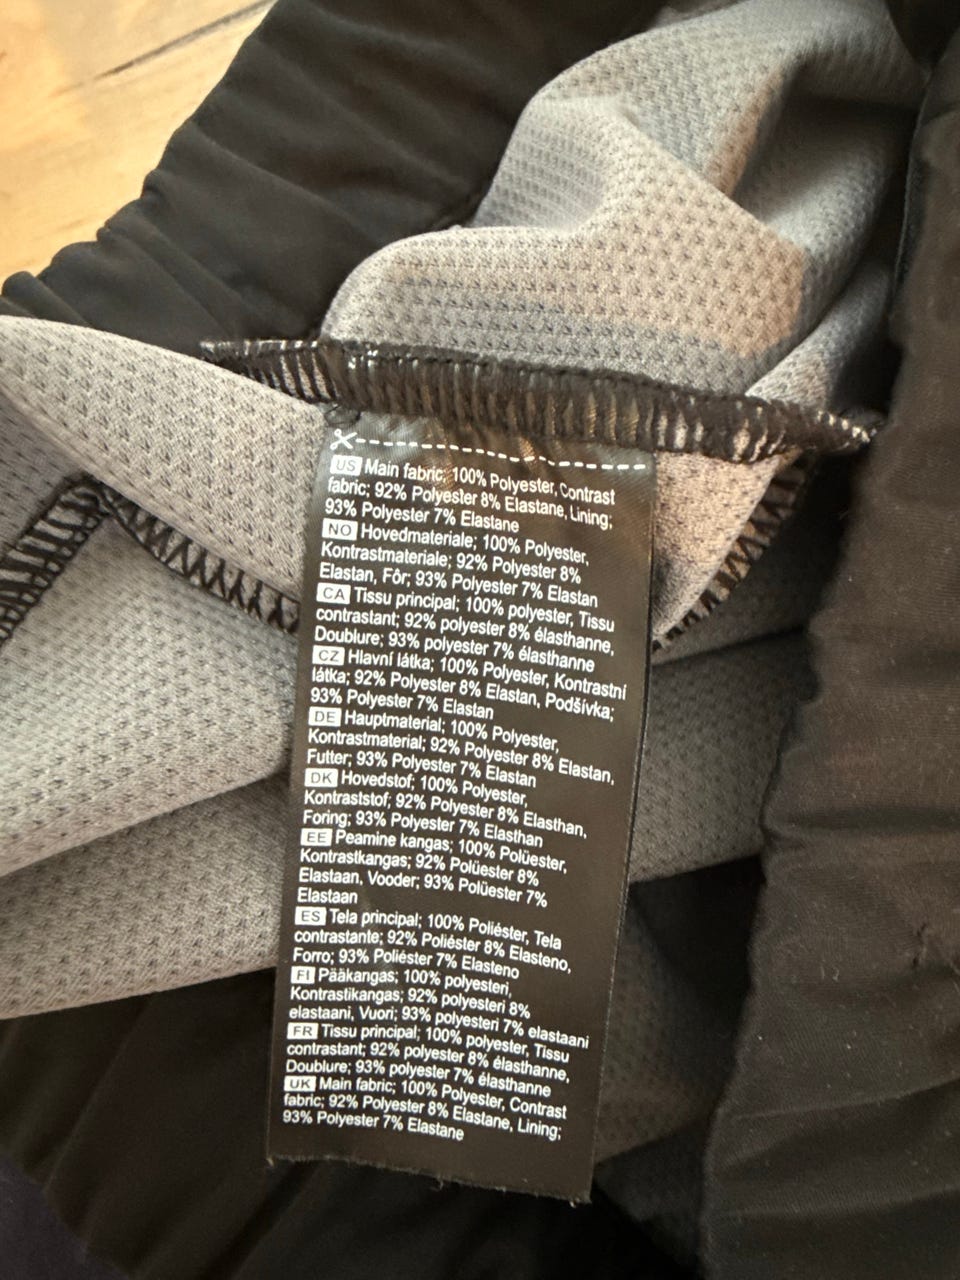 US Main fabric; 100% Polyester, Contrast
fabric; 92% Polyester 8% Elastane, Lining;
93% Polyester 7% Elastane
NO Hovedmateriale; 100% Polyester,
Kontrastmateriale; 92% Polyester 8%
Elastan, Fôr; 93% Polyester 7% Elastan
CA Tissu principal; 100% polyester, Tissu
contrastant; 92% polyester 8% élasthanne,
Doublure; 93% polyester 7% élasthanne
CZ Hlavní látka; 100% Polyester, Kontrastní
látka; 92% Polyester 8% Elastan, Podšívka;
93% Polyester 7% Elastan
DE Hauptmaterial; 100% Polyester,
Kontrastmaterial; 92% Polyester 8% Elastan,
Futter; 93% Polyester 7% Elastan
DK Hovedstof; 100% Polyester,
Kontraststof; 92% Polyester 8% Elasthan,
Foring; 93% Polyester 7% Elasthan
EE Peamine kangas; 100% Polüester,
Kontrastkangas; 92% Polüester 8%
Elastaan, Vooder; 93% Polüester 7%
Elastaan
ES Tela principal; 100% Poliéster, Tela
contrastante; 92% Poliéster 8% Elasteno,
Forro; 93% Poliéster 7% Elasteno
FI Pääkangas; 100% polyesteri,
Kontrastikangas; 92% polyesteri 8%
elastaani, Vuori; 93% polyesteri 7% elastaani
FR Tissu principal; 100% polyester, Tissu
contrastant; 92% polyester 8% élasthanne,
Doublure; 93% polyester 7% élasthanne
UK Main fabric; 100% Polyester, Contrast
fabric; 92% Polyester 8% Elastane, Lining;
93% Polyester 7% Elastane